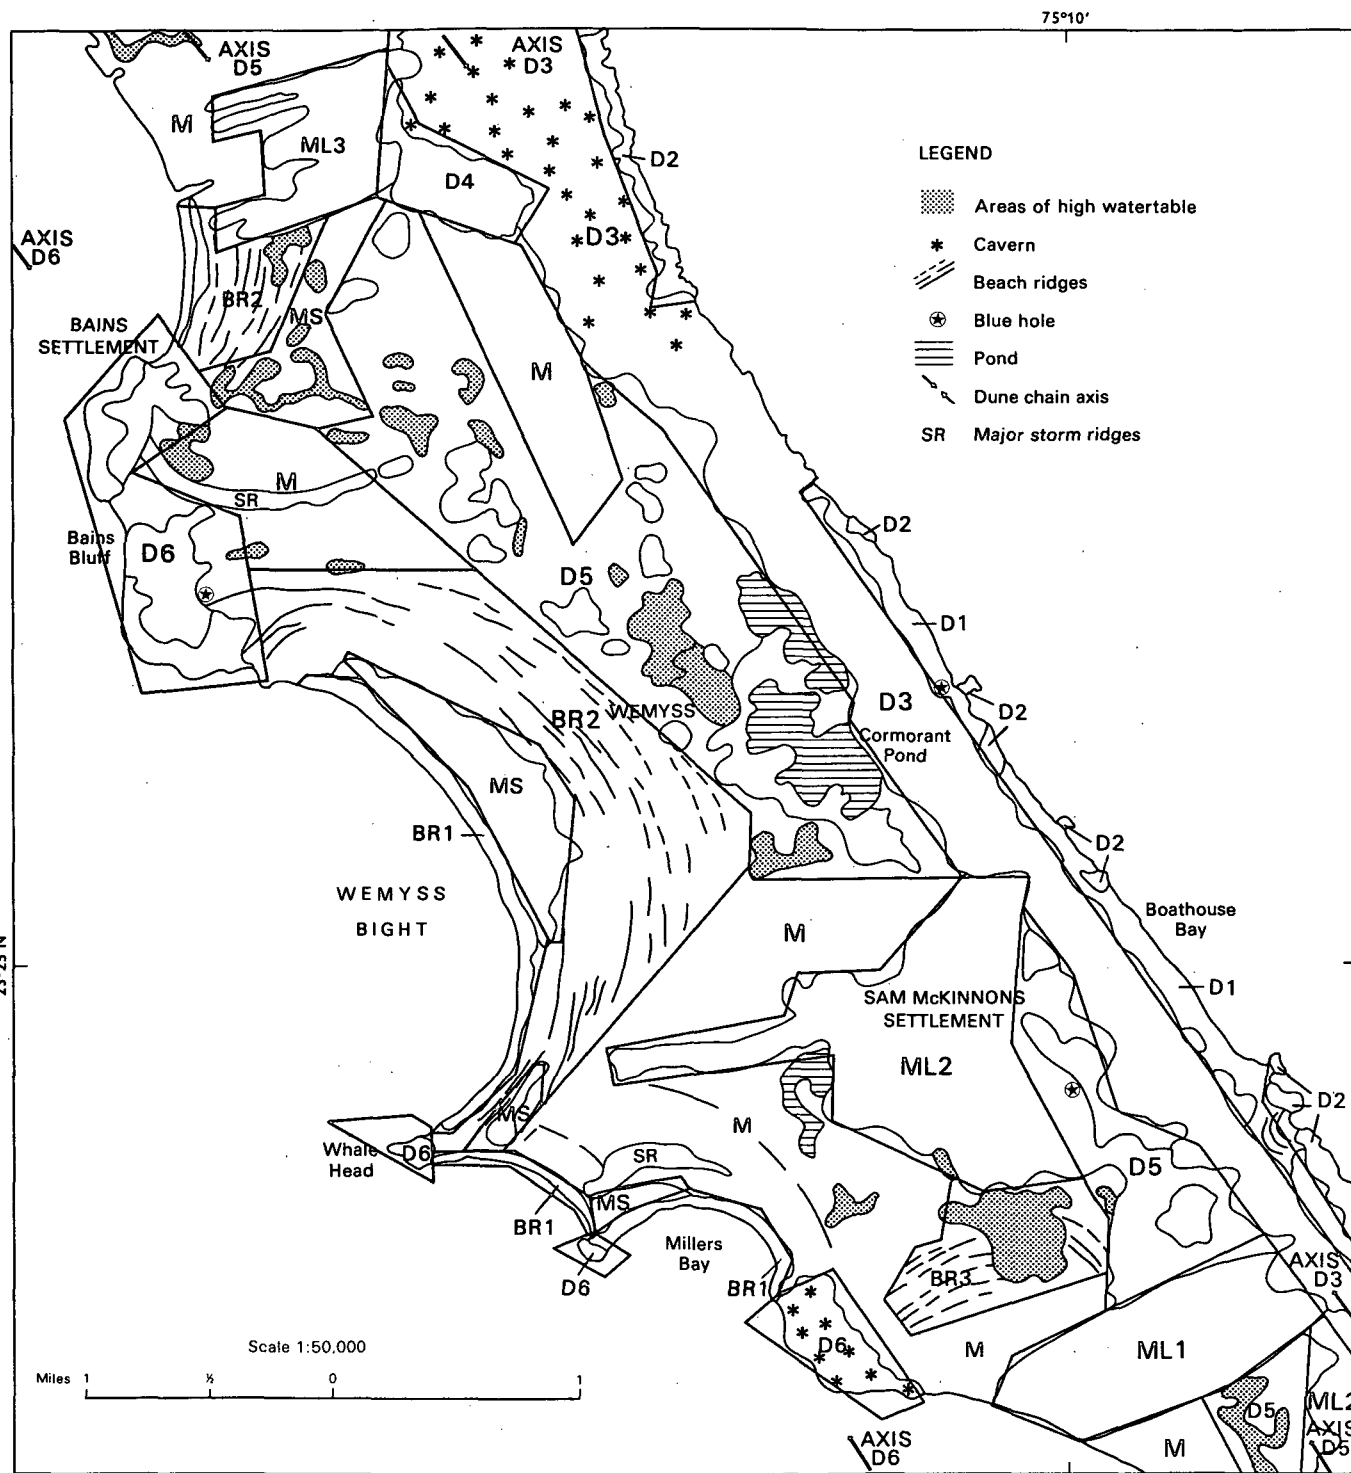 75°10'
AXIS
D5
AXIS
D3
M
ML3
D2
D4
LEGEND
Areas of high watertable
Cavern
Beach ridges
Blue hole
Pond
Dune chain axis
SR Major storm ridges
D3
AXIS
D6
BR2
MS
BAINS
SETTLEMENT
M
M
SR
D2
Bains
Bluff
D6
D5
D1
D3
Cormorant
Pond
D2
BR2
WEMYSS
MS
BR1
D2
WEMYSS
BIGHT
M
Boathouse
Bay
23°25'N
D1
SAM McKINNONS
SETTLEMENT
ML2
D2
MS
M
Whale
Head
D6
SR
D5
BR1
MS
Millers
Bay
D6
BR1
BR3
AXIS
D3
D6
M
ML1
Scale 1:50,000
Miles 1 ½ 0 1
D5
ML2
AXIS
D6
M
AXIS
D5